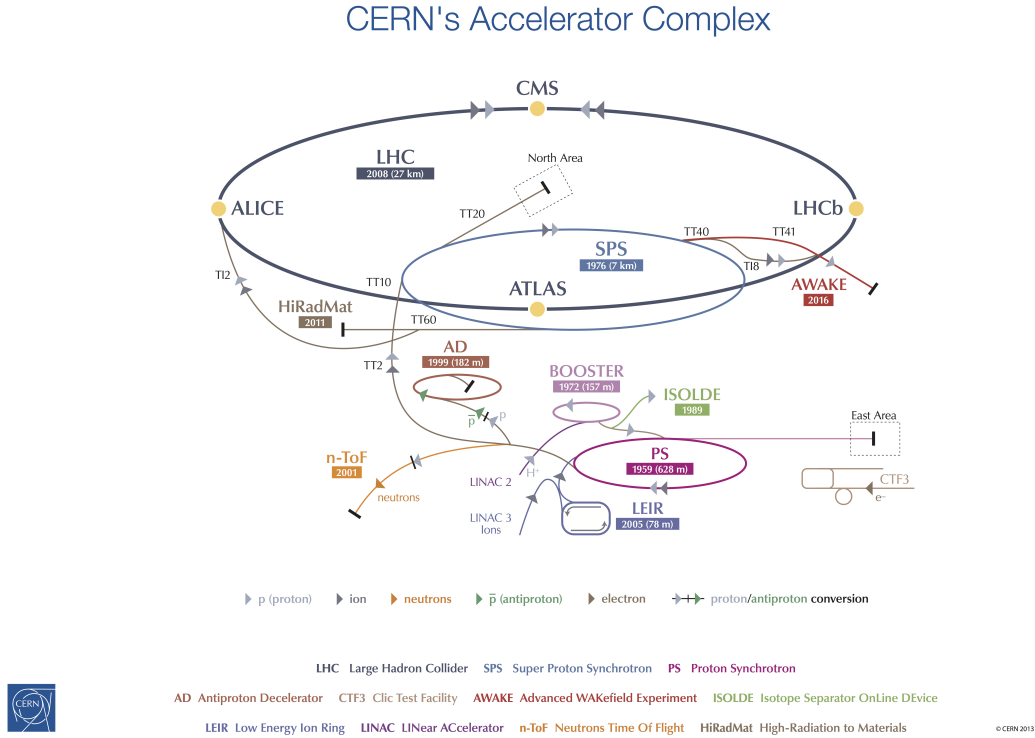 CERN's Accelerator Complex
CMS
LHC
2008 (27 km)
North Area
ALICE
LHCb
TT20
TT40
TT41
SPS
1976 (7 km)
TI2
TT10
TI8
ATLAS
AWAKE
2016
HiRadMat
2011
TT60
AD
1999 (182 m)
TT2
BOOSTER
1972 (157 m)
ISOLDE
1989
p
p̅
East Area
n-ToF
2001
PS
1959 (628 m)
LINAC 2
H⁺
neutrons
CTF3
e⁻
LEIR
2005 (78 m)
LINAC 3
Ions
p (proton) ion neutrons p̅ (antiproton) electron proton/antiproton conversion
LHC Large Hadron Collider SPS Super Proton Synchrotron PS Proton Synchrotron
AD Antiproton Decelerator CTF3 Clic Test Facility AWAKE Advanced WAKefield Experiment ISOLDE Isotope Separator OnLine DEvice
LEIR Low Energy Ion Ring LINAC LINear ACcelerator n-ToF Neutrons Time Of Flight HiRadMat High-Radiation to Materials
CERN
© CERN 2013